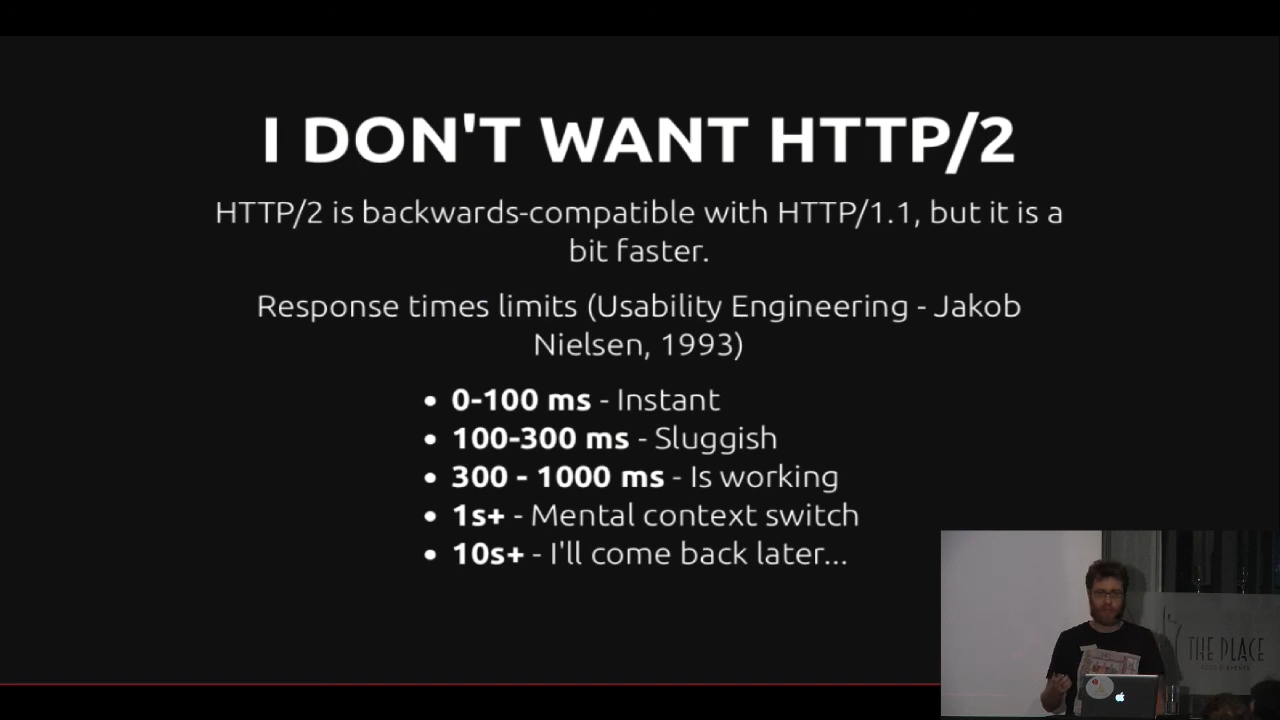 I DON'T WANT HTTP/2
HTTP/2 is backwards-compatible with HTTP/1.1, but it is a
bit faster.
Response times limits (Usability Engineering - Jakob
Nielsen, 1993)
• 0-100 ms - Instant
• 100-300 ms - Sluggish
• 300 - 1000 ms - Is working
• 1s+ - Mental context switch
• 10s+ - I'll come back later...
THE PLACE